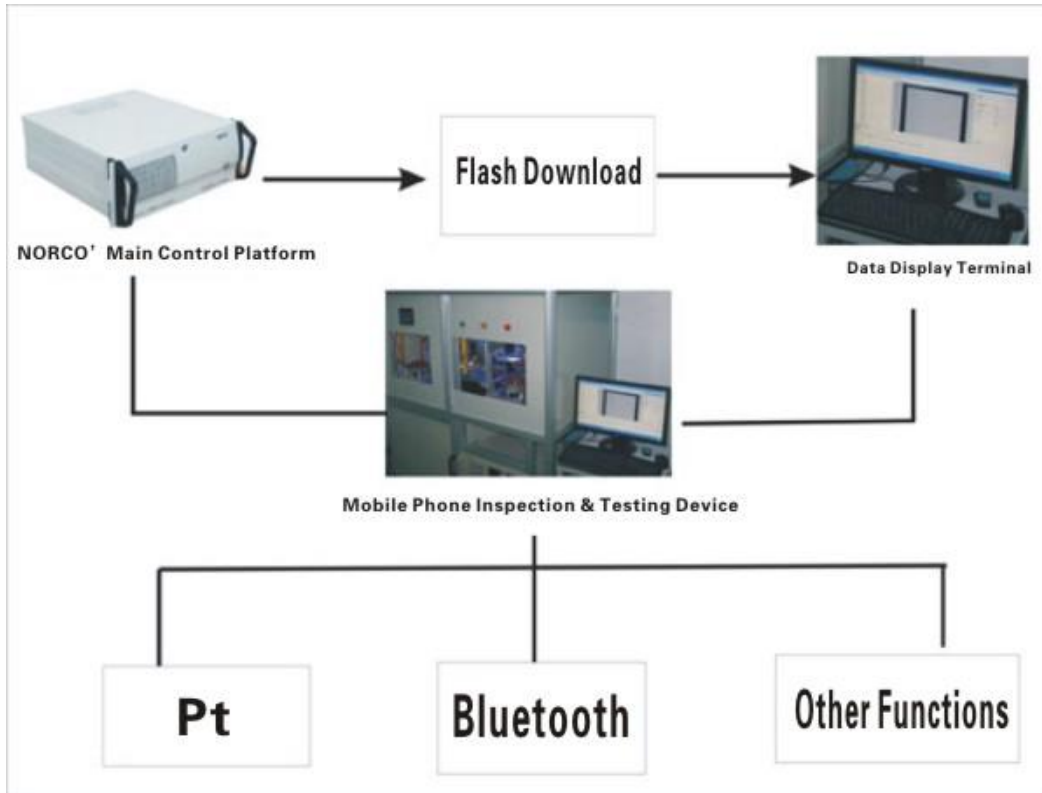 Flash Download
NORCO' Main Control Platform
Data Display Terminal
Mobile Phone Inspection & Testing Device
Pt
Bluetooth
Other Functions